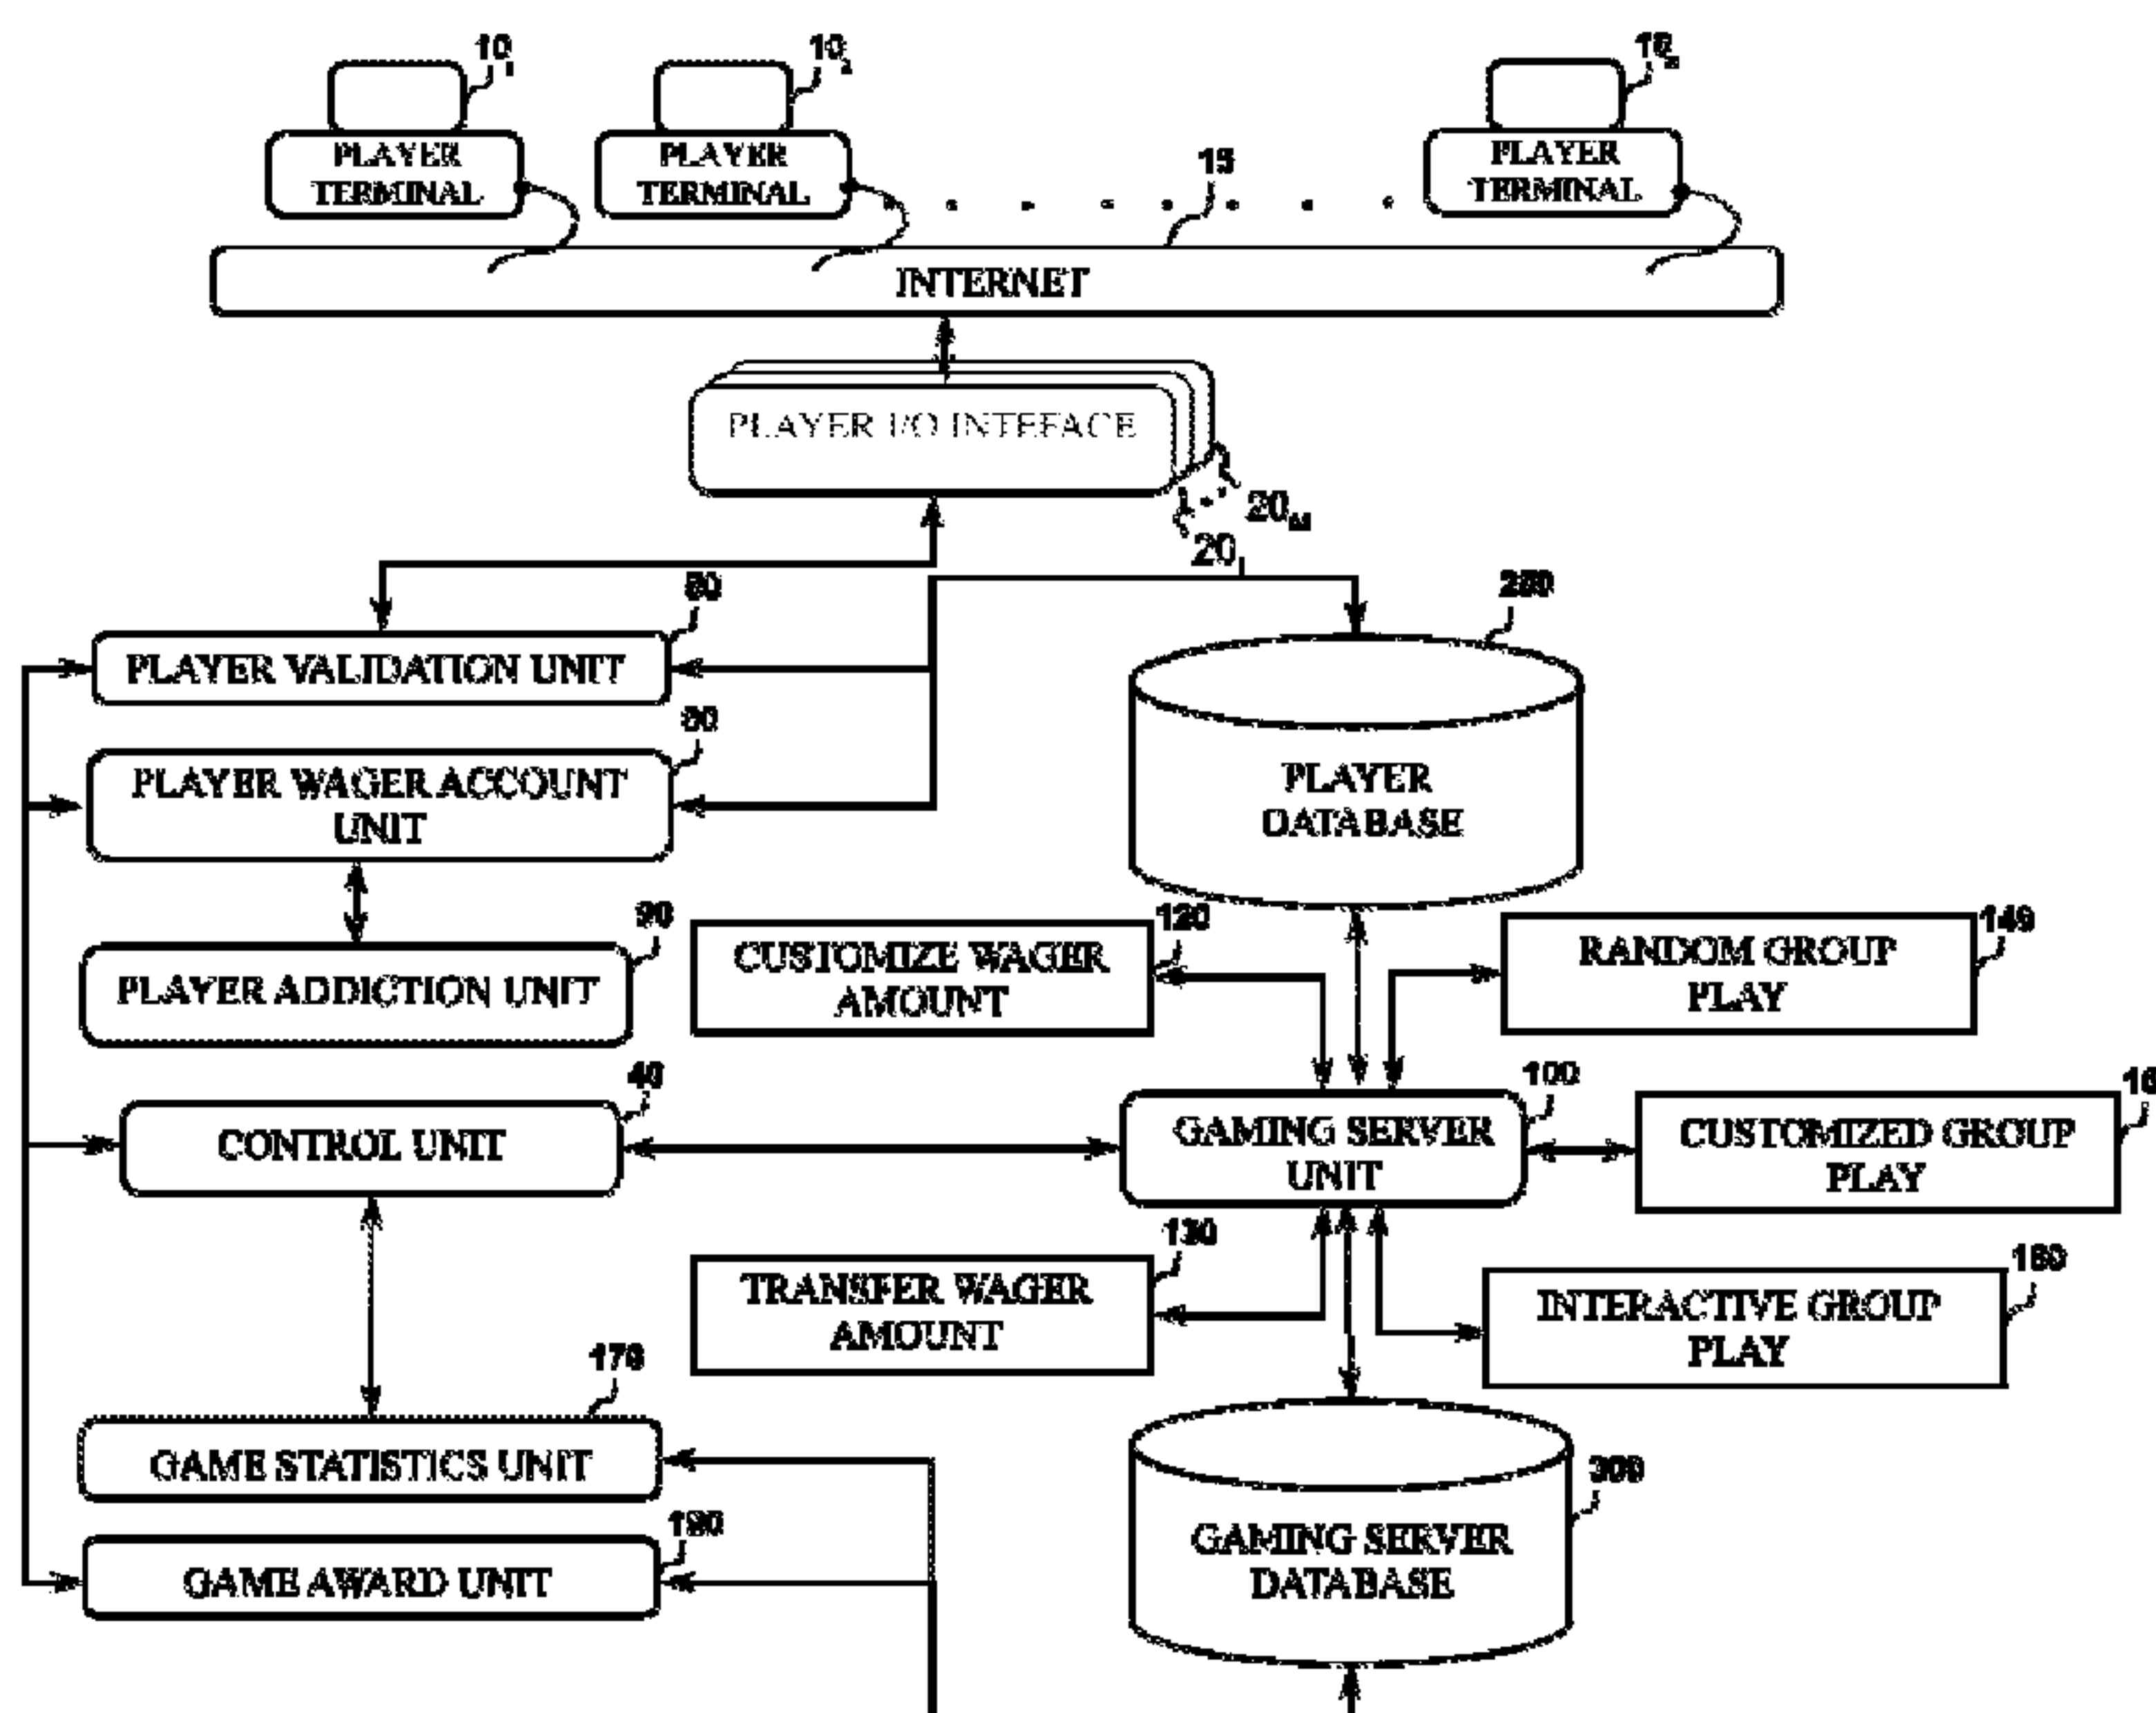 10 1
10 2
PLAYER
TERMINAL
PLAYER
TERMINAL
PLAYER
TERMINAL
15
INTERNET
PLAYER I/O INTEFACE
20
20
PLAYER VALIDATION UNIT
PLAYER WAGER ACCOUNT
UNIT
PLAYER
DATABASE
90
120
PLAYER ADDICTION UNIT
CUSTOMIZE WAGER
AMOUNT
RANDOM GROUP
PLAY
40
100
CONTROL UNIT
GAMING SERVER
UNIT
CUSTOMIZED GROUP
PLAY
130
TRANSFER WAGER
AMOUNT
INTERACTIVE GROUP
PLAY
170
GAME STATISTICS UNIT
300
GAME AWARD UNIT
GAMING SERVER
DATABASE